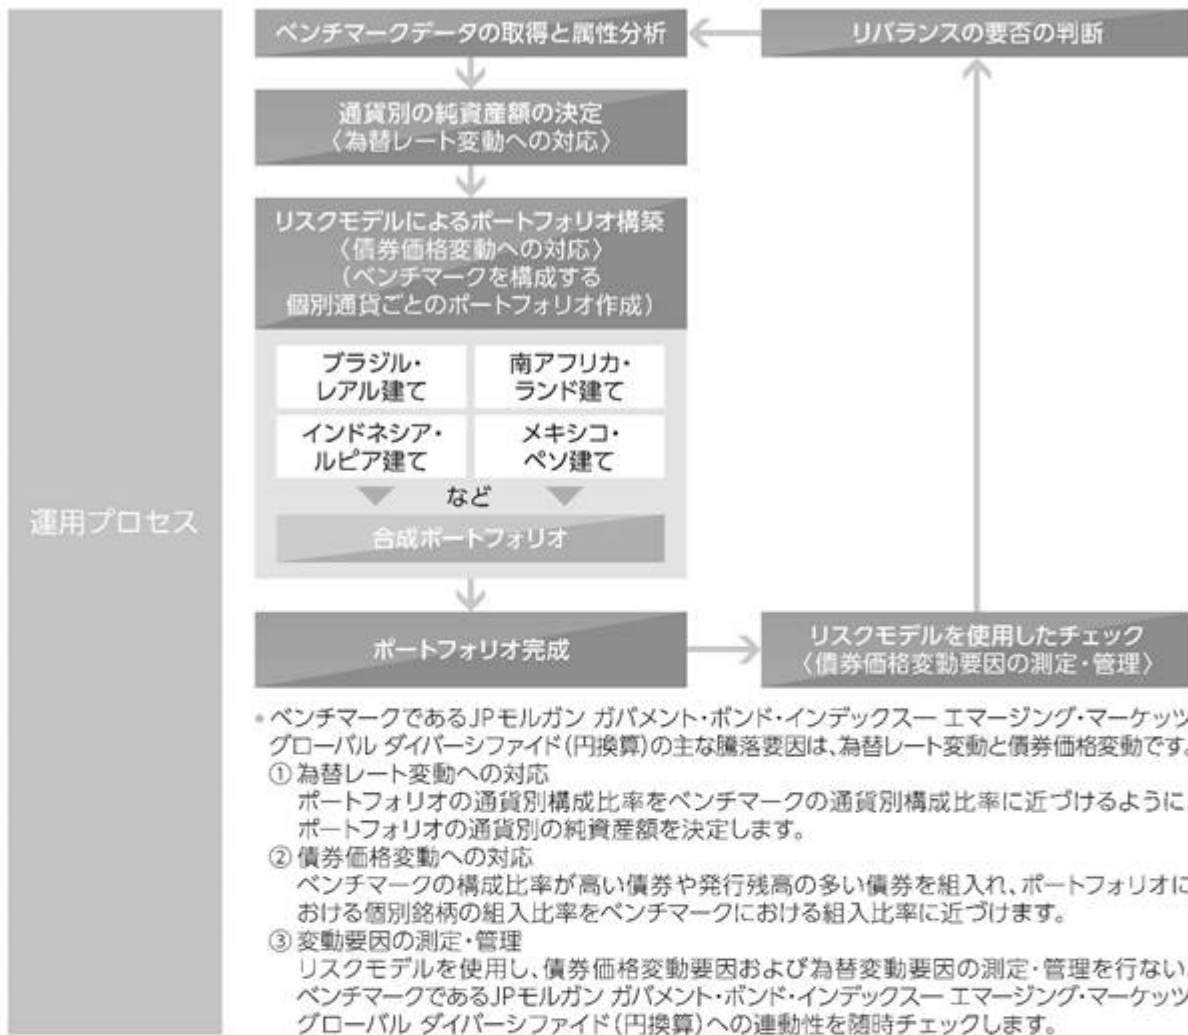 運用プロセス
ベンチマークデータの取得と属性分析
リバランスの要否の判断
通貨別の純資産額の決定
〈為替レート変動への対応〉
リスクモデルによるポートフォリオ構築
〈債券価格変動への対応〉
(ベンチマークを構成する
個別通貨ごとのポートフォリオ作成)
ブラジル・
レアル建て
南アフリカ・
ランド建て
インドネシア・
ルピア建て
メキシコ・
ペソ建て
など
合成ポートフォリオ
ポートフォリオ完成
リスクモデルを使用したチェック
〈債券価格変動要因の測定・管理〉
● ベンチマークであるJPモルガン ガバメント・ボンド・インデックスー エマージング・マーケッツ
グローバル ダイバーシファイド(円換算)の主な騰落要因は、為替レート変動と債券価格変動です。
① 為替レート変動への対応
ポートフォリオの通貨別構成比率をベンチマークの通貨別構成比率に近づけるように、
ポートフォリオの通貨別の純資産額を決定します。
② 債券価格変動への対応
ベンチマークの構成比率が高い債券や発行残高の多い債券を組入れ、ポートフォリオに
おける個別銘柄の組入比率をベンチマークにおける組入比率に近づけます。
③ 変動要因の測定・管理
リスクモデルを使用し、債券価格変動要因および為替変動要因の測定・管理を行ない、
ベンチマークであるJPモルガン ガバメント・ボンド・インデックスー エマージング・マーケッツ
グローバル ダイバーシファイド(円換算)への連動性を随時チェックします。